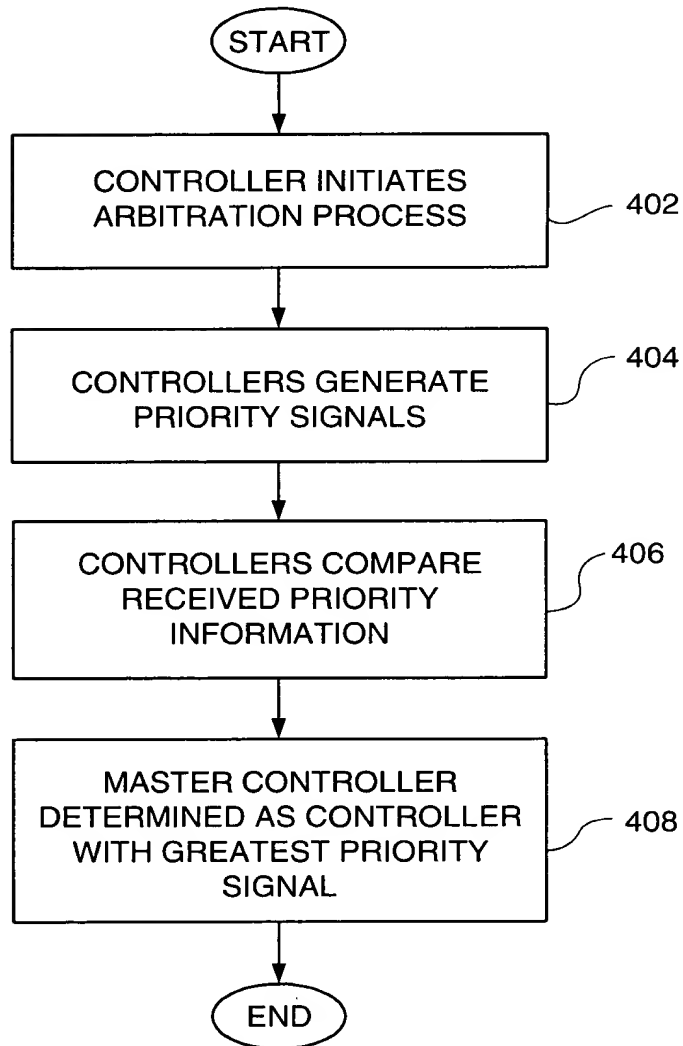 START
CONTROLLER INITIATES
ARBITRATION PROCESS
402
CONTROLLERS GENERATE
PRIORITY SIGNALS
404
CONTROLLERS COMPARE
RECEIVED PRIORITY
INFORMATION
406
MASTER CONTROLLER
DETERMINED AS CONTROLLER
WITH GREATEST PRIORITY
SIGNAL
408
END